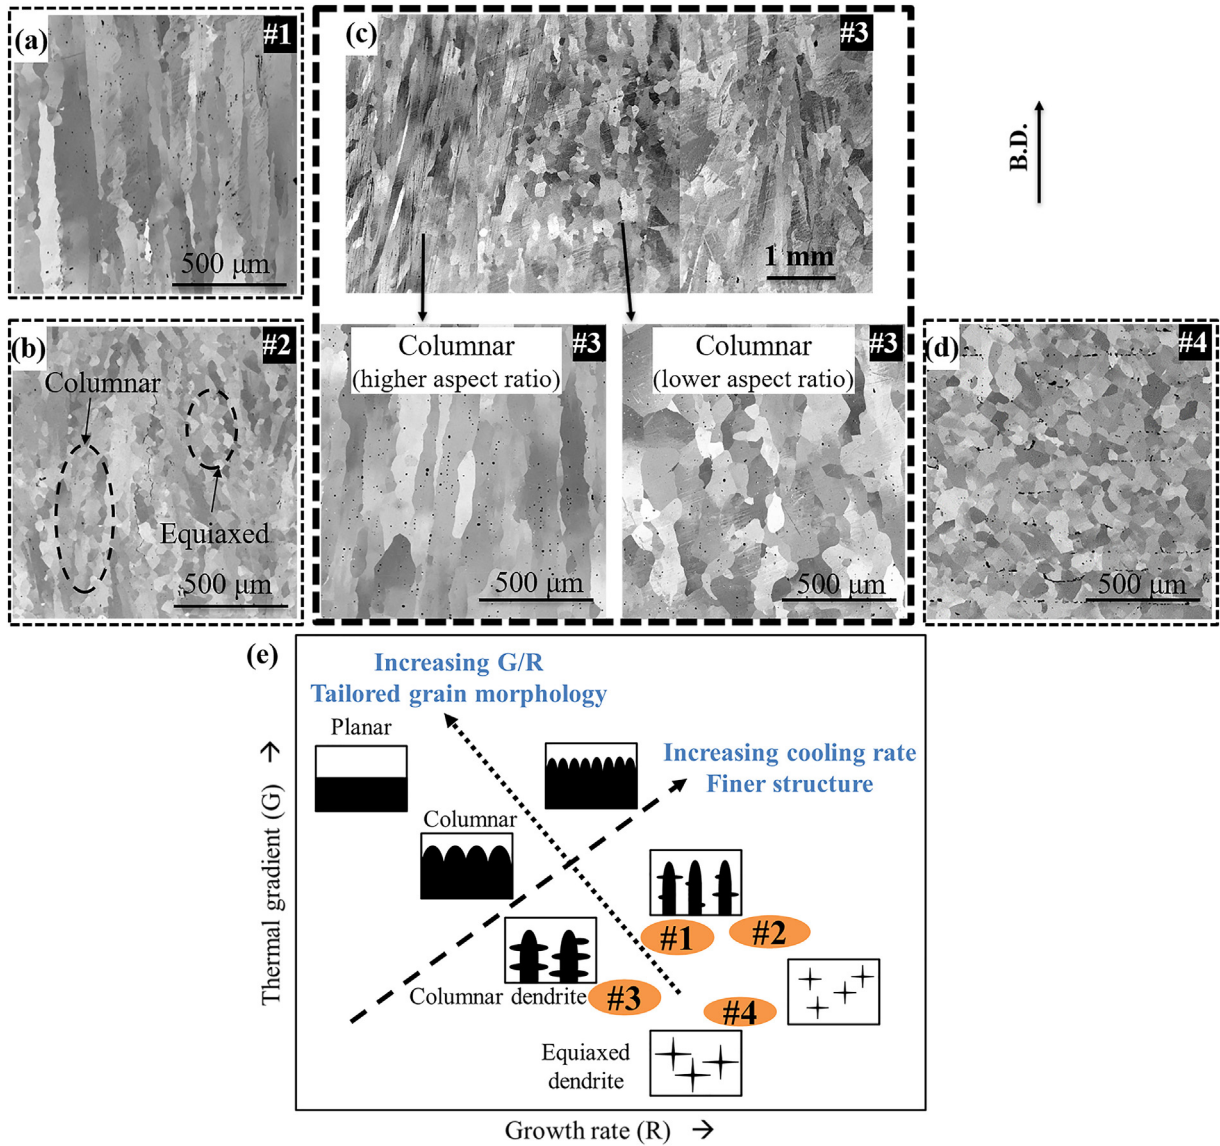 (a)
#1
500 μm
(c)
#3
1 mm
B.D.
(b)
#2
Columnar
Equiaxed
500 μm
Columnar
(higher aspect ratio)
#3
500 μm
Columnar
(lower aspect ratio)
#3
500 μm
(d)
#4
500 μm
(e)
Increasing G/R
Tailored grain morphology
Planar
Increasing cooling rate
Finer structure
Columnar
#1
#2
Columnar dendrite
#3
#4
Equiaxed
dendrite
Thermal gradient (G) →
Growth rate (R) →